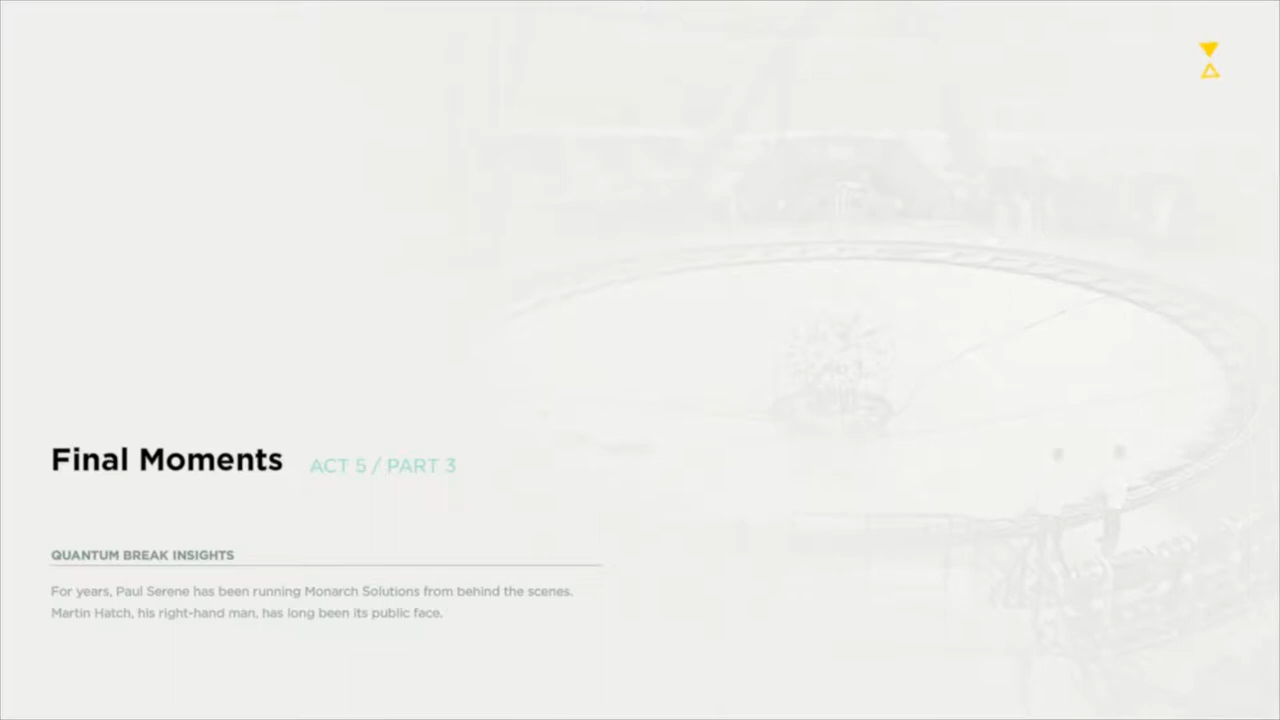 Final Moments ACT 5 / PART 3
QUANTUM BREAK INSIGHTS
For years, Paul Serene has been running Monarch Solutions from behind the scenes.
Martin Hatch, his right-hand man, has long been its public face.